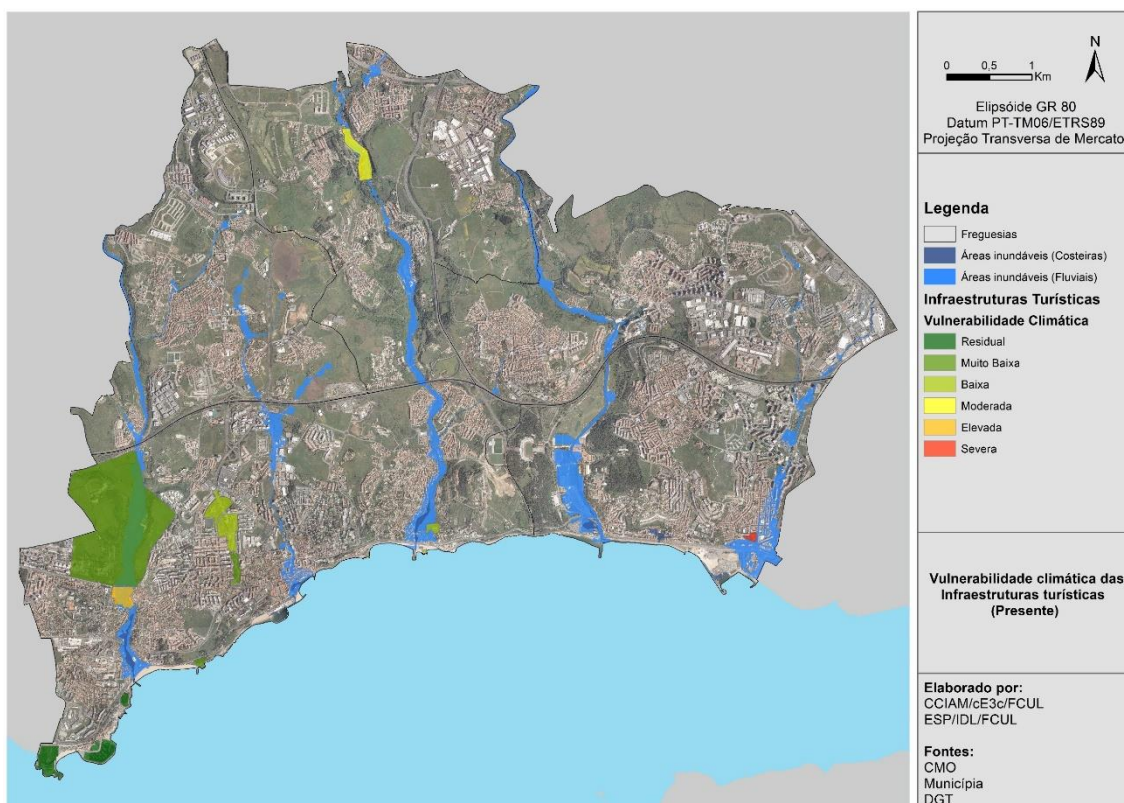 N
0 0,5 1
Km
Elipsóide GR 80
Datum PT-TM06/ETRS89
Projeção Transversa de Mercato
Legenda
Freguesias
Áreas inundáveis (Costeiras)
Áreas inundáveis (Fluviais)
Infraestruturas Turísticas
Vulnerabilidade Climática
Residual
Muito Baixa
Baixa
Moderada
Elevada
Severa
Vulnerabilidade climática das
Infraestruturas turísticas
(Presente)
Elaborado por:
CCIAM/cE3c/FCUL
ESP/IDL/FCUL
Fontes:
CMO
Municípia
DGT